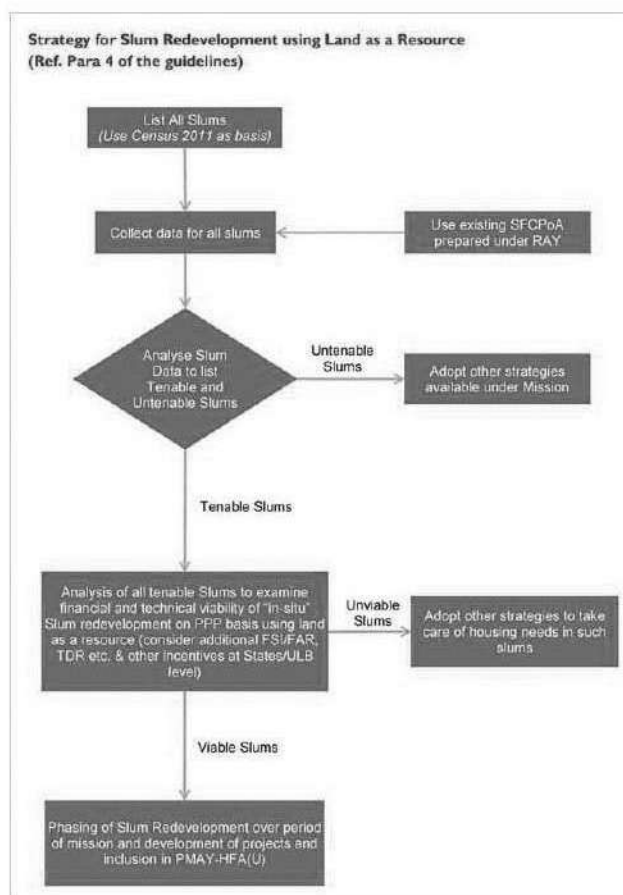 Strategy for Slum Redevelopment using Land as a Resource
(Ref. Para 4 of the guidelines)
List All Slums
(Use Census 2011 as basis)
Collect data for all slums
Use existing SFCPoA
prepared under RAY
Analyse Slum
Data to list
Tenable and
Untenable Slums
Untenable
Slums
Adopt other strategies
available under Mission
Tenable Slums
Analysis of all tenable Slums to examine
financial and technical viability of "in-situ"
Slum redevelopment on PPP basis using land
as a resource (consider additional FSI/FAR,
TDR etc. & other incentives at States/ULB
level)
Unviable
Slums
Adopt other strategies to take
care of housing needs in such
slums
Viable Slums
Phasing of Slum Redevelopment over period
of mission and development of projects and
inclusion in PMAY-HFA(U)